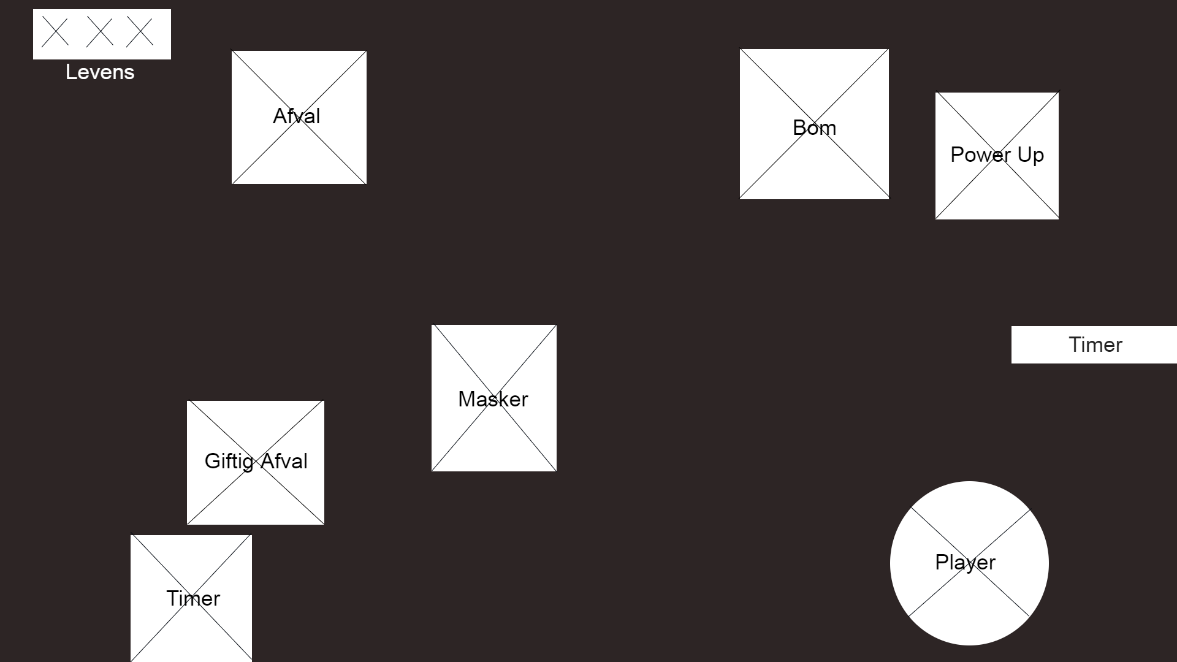 Levens
Afval
Bom
Power Up
Timer
Masker
Giftig Afval
Player
Timer